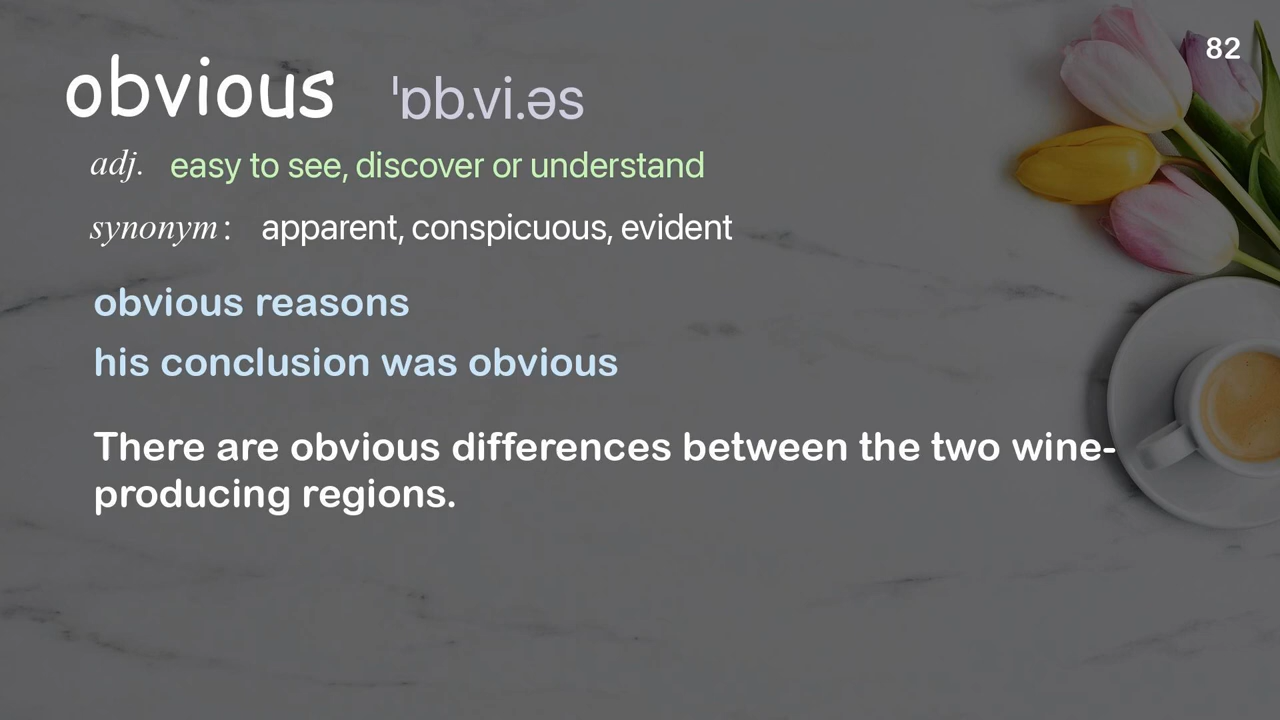 82
obvious ˈɒb.vi.əs
adj. easy to see, discover or understand
synonym: apparent, conspicuous, evident
obvious reasons
his conclusion was obvious
There are obvious differences between the two wine-
producing regions.